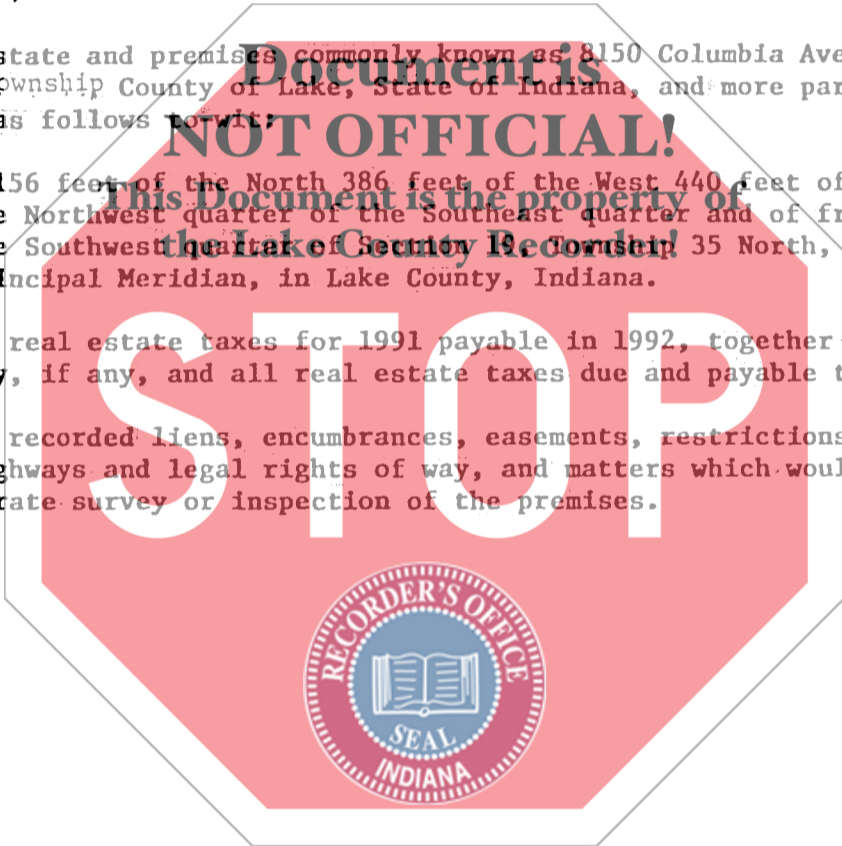 state and premises commonly known as 8150 Columbia Ave
ownship County of Lake, State of Indiana, and more par
as follows to-wit:
156 feet of the North 386 feet of the West 440 feet of
e Northwest quarter of the Southeast quarter and of fr
e Southwest quarter of Section 19, Township 35 North,
incipal Meridian, in Lake County, Indiana.
real estate taxes for 1991 payable in 1992, together
y, if any, and all real estate taxes due and payable t
recorded liens, encumbrances, easements, restrictions
ghways and legal rights of way, and matters which woul
rate survey or inspection of the premises.
Document is
NOT OFFICIAL!
This Document is the property of
the Lake County Recorder!
STOP
RECORDER'S OFFICE
SEAL
INDIANA